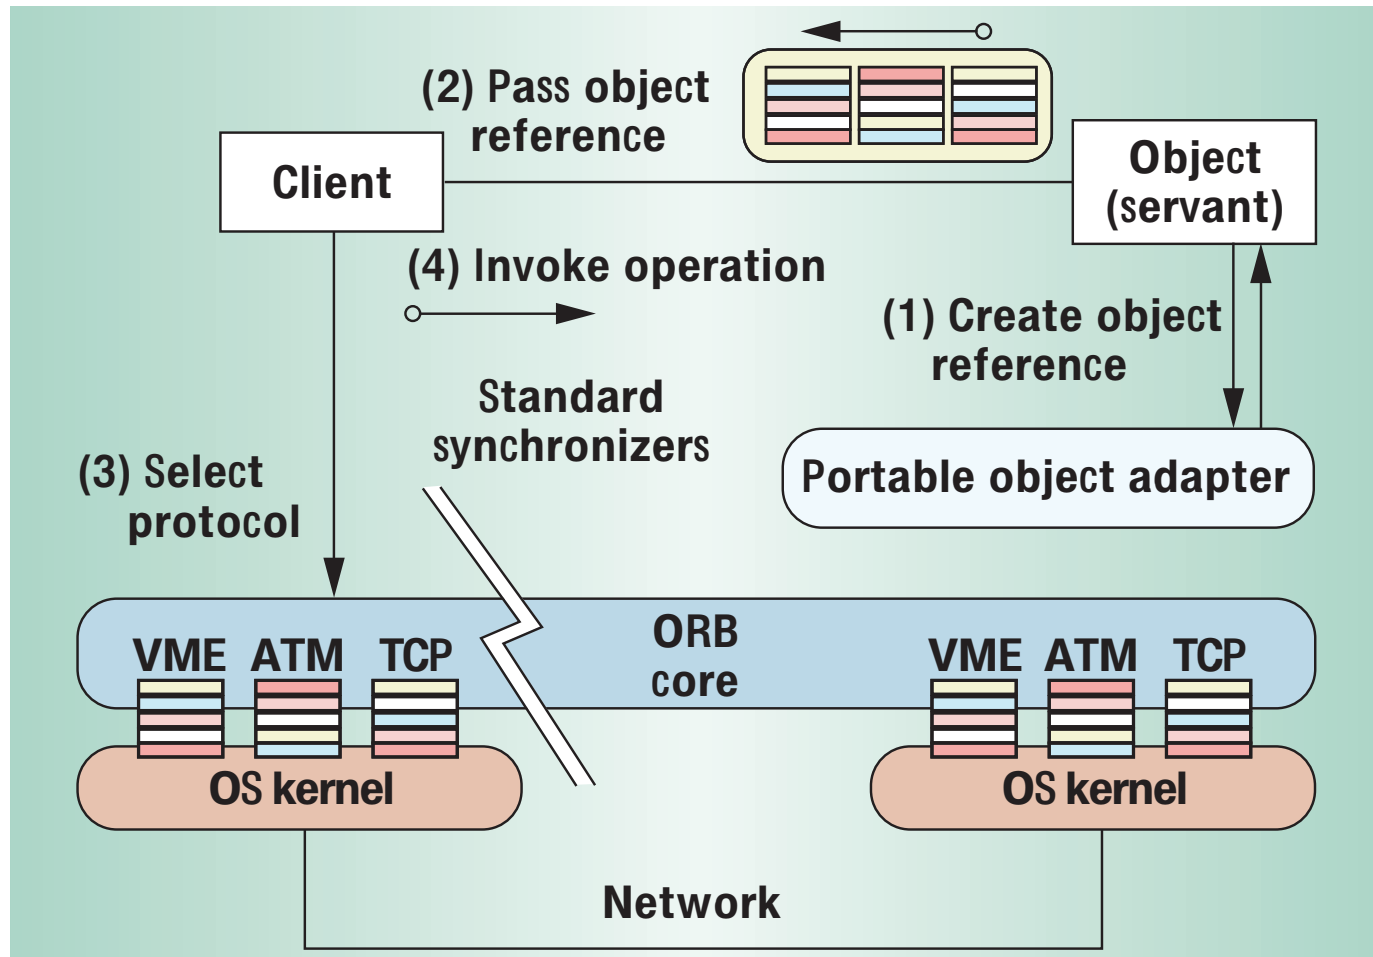 (2) Pass object
reference
Client
Object
(servant)
(4) Invoke operation
(1) Create object
reference
Standard
synchronizers
(3) Select
protocol
Portable object adapter
ORB
core
VME ATM TCP
VME ATM TCP
OS kernel
OS kernel
Network